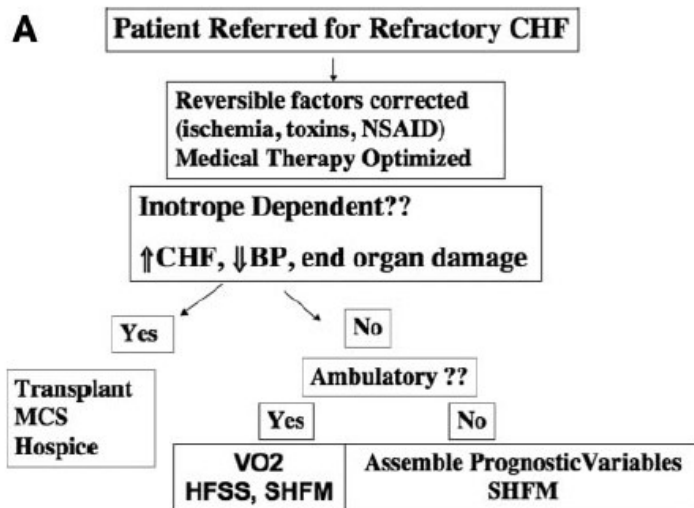 A
Patient Referred for Refractory CHF
Reversible factors corrected
(ischemia, toxins, NSAID)
Medical Therapy Optimized
Inotrope Dependent??
⇑CHF, ⇓BP, end organ damage
Yes
No
Transplant
MCS
Hospice
Ambulatory ??
Yes
No
VO2
HFSS, SHFM
Assemble PrognosticVariables
SHFM